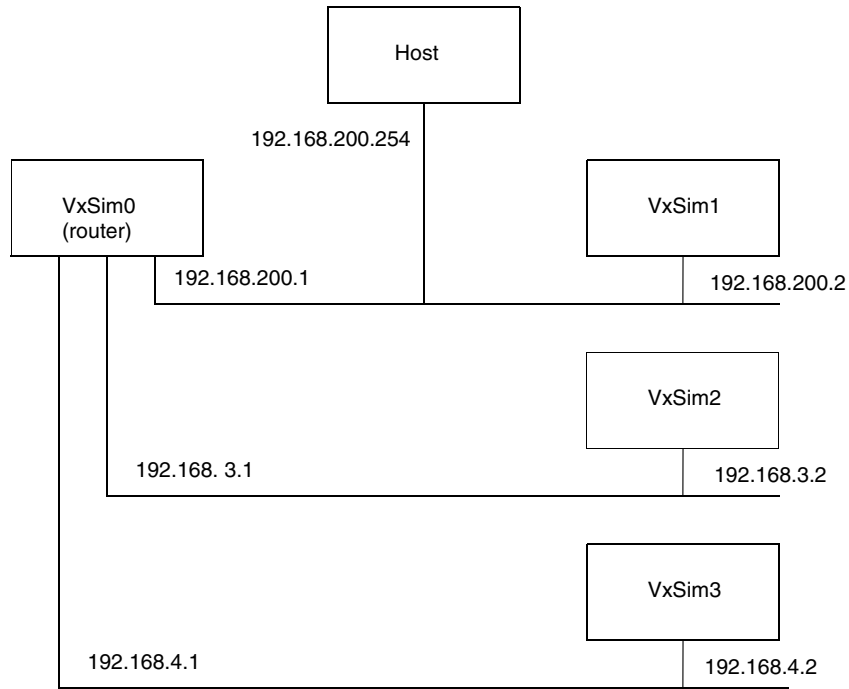 Host
192.168.200.254
VxSim0
(router)
VxSim1
192.168.200.1
192.168.200.2
VxSim2
192.168. 3.1
192.168.3.2
VxSim3
192.168.4.1
192.168.4.2